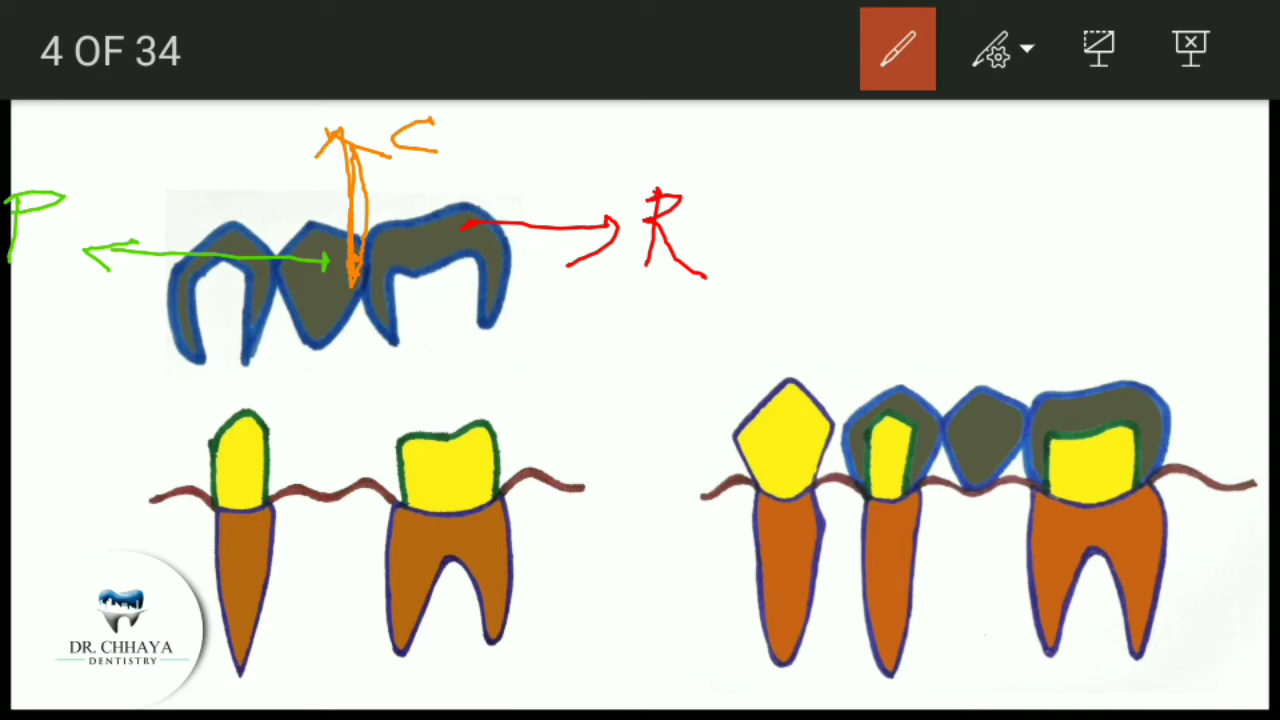 4 OF 34
C
P
R
DR. CHHAYA
DENTISTRY